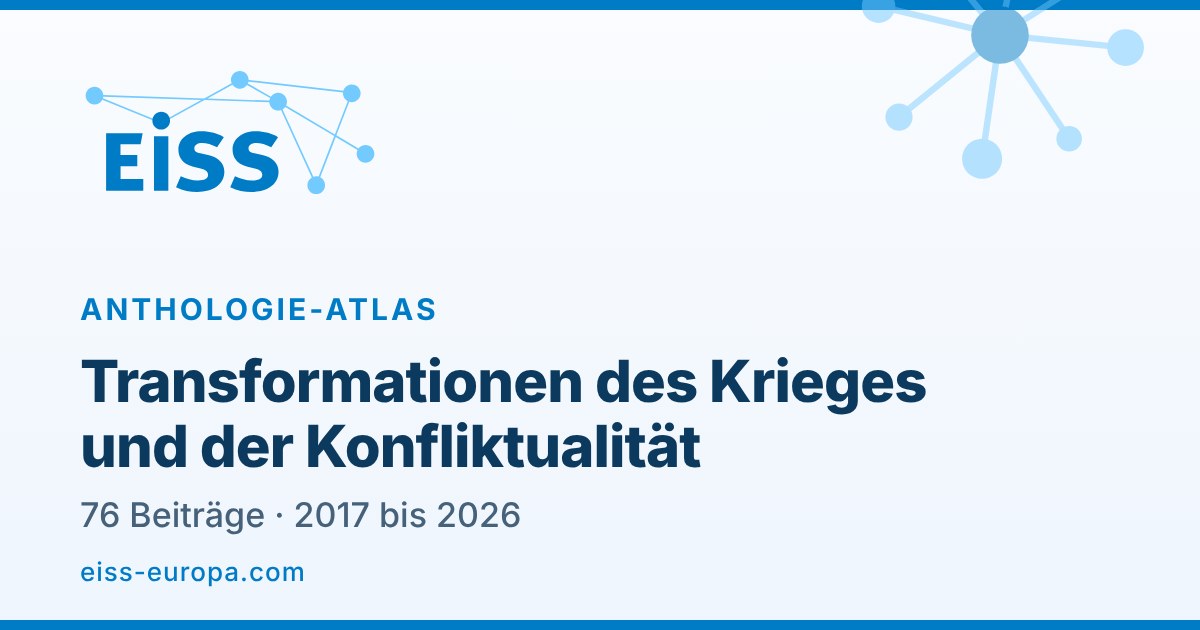 EiSS
ANTHOLOGIE-ATLAS
Transformationen des Krieges
und der Konfliktualität
76 Beiträge · 2017 bis 2026
eiss-europa.com